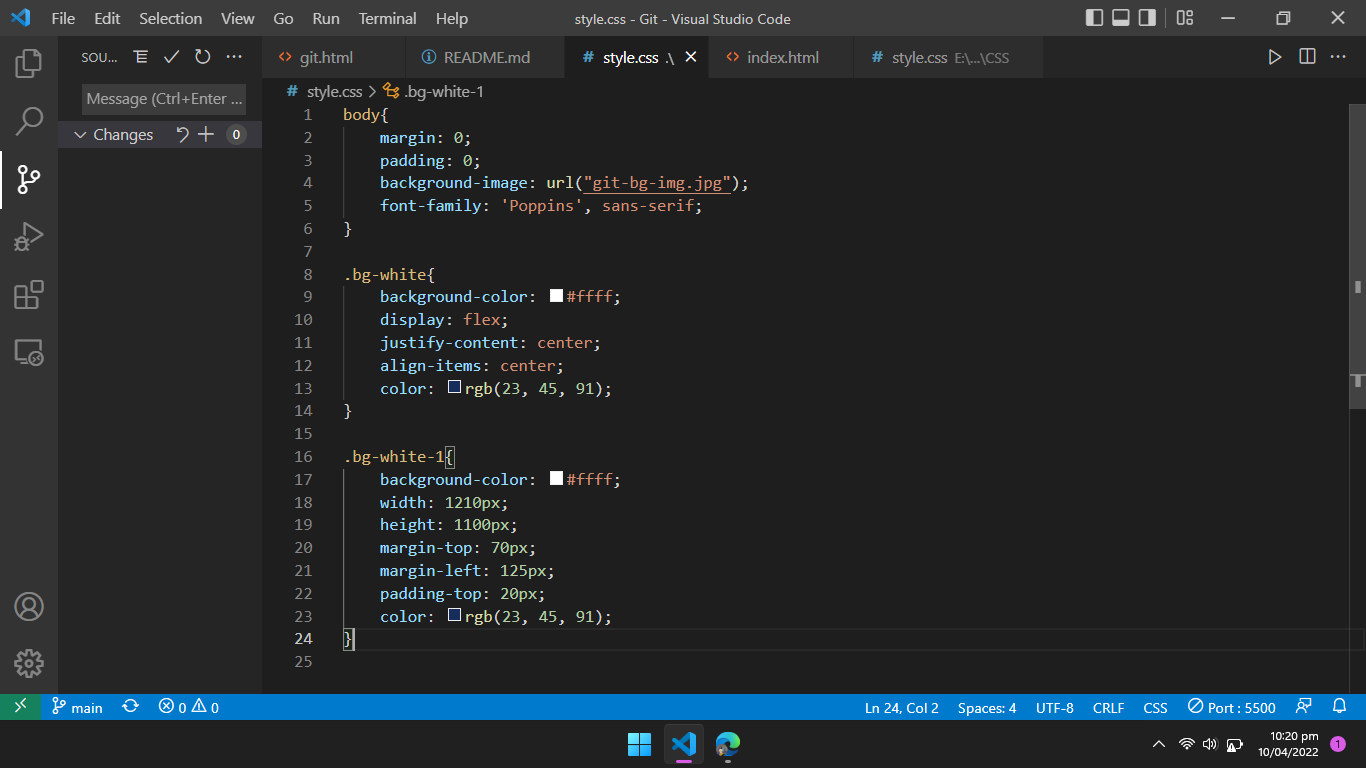 File Edit Selection View Go Run Terminal Help style.css - Git - Visual Studio Code
SOU...
Message (Ctrl+Enter ...
Changes 0
git.html README.md style.css .\ index.html style.css E:\...\CSS
style.css > .bg-white-1
1 body{
2 margin: 0;
3 padding: 0;
4 background-image: url("git-bg-img.jpg");
5 font-family: 'Poppins', sans-serif;
6 }
7
8 .bg-white{
9 background-color: #ffff;
10 display: flex;
11 justify-content: center;
12 align-items: center;
13 color: rgb(23, 45, 91);
14 }
15
16 .bg-white-1{
17 background-color: #ffff;
18 width: 1210px;
19 height: 1100px;
20 margin-top: 70px;
21 margin-left: 125px;
22 padding-top: 20px;
23 color: rgb(23, 45, 91);
24 }
25
main 0 0 Ln 24, Col 2 Spaces: 4 UTF-8 CRLF CSS Port : 5500
10:20 pm
10/04/2022
1